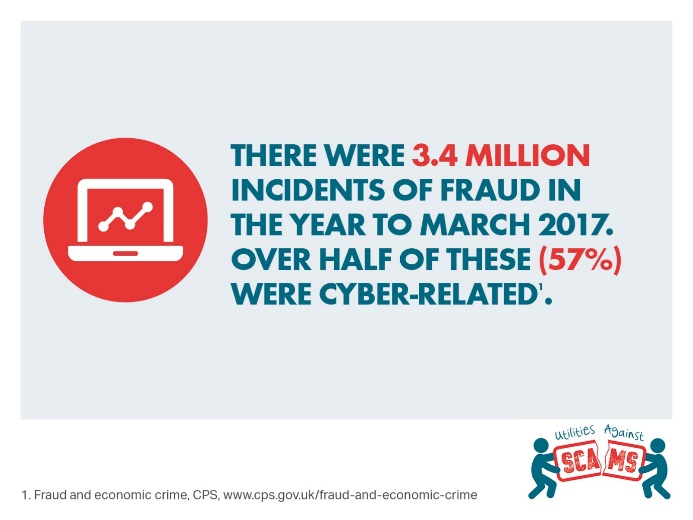 THERE WERE 3.4 MILLION
INCIDENTS OF FRAUD IN
THE YEAR TO MARCH 2017.
OVER HALF OF THESE (57%)
WERE CYBER-RELATED¹.
Utilities Against
SCAMS
1. Fraud and economic crime, CPS, www.cps.gov.uk/fraud-and-economic-crime